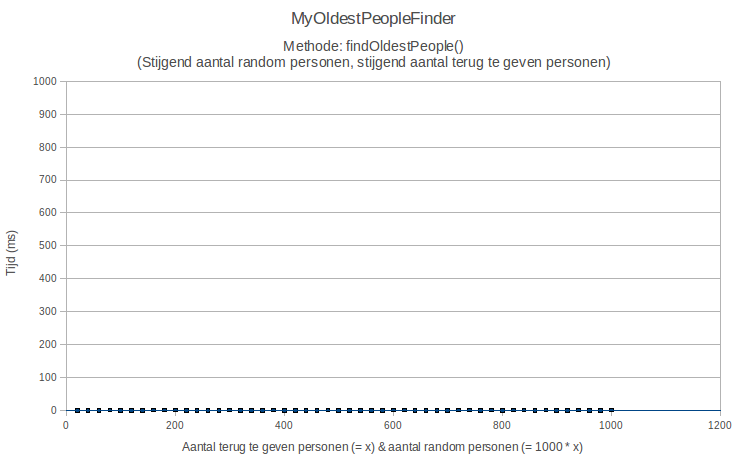 MyOldestPeopleFinder
Methode: findOldestPeople()
(Stijgend aantal random personen, stijgend aantal terug te geven personen)
1000
900
800
700
600
500
400
300
200
100
0
Tijd (ms)
0 200 400 600 800 1000 1200
Aantal terug te geven personen (= x) & aantal random personen (= 1000 * x)